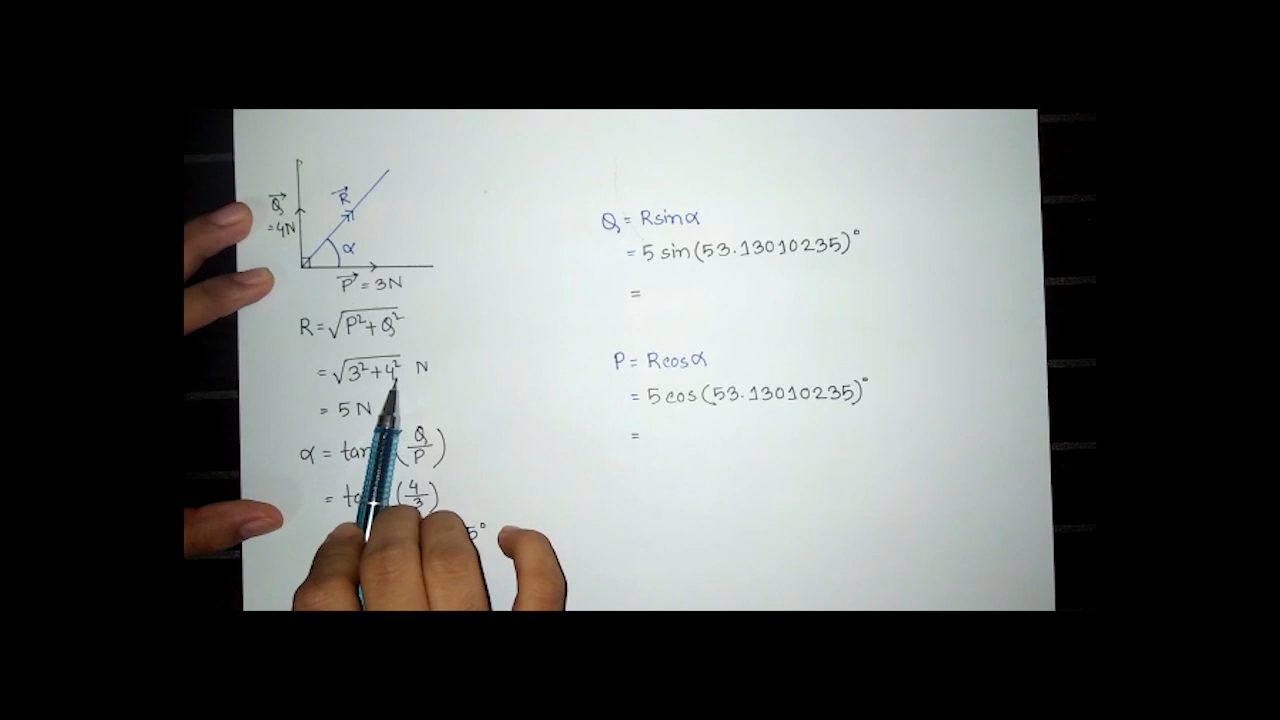 Q⃗
= 4N
R⃗
α
P⃗ = 3N
R = √P²+Q²
= √3²+4² N
= 5 N
α = tan (Q/P)
= (4/3)
5°
Q = Rsinα
= 5 sin(53.13010235)°
=
P = Rcosα
= 5 cos(53.13010235)°
=